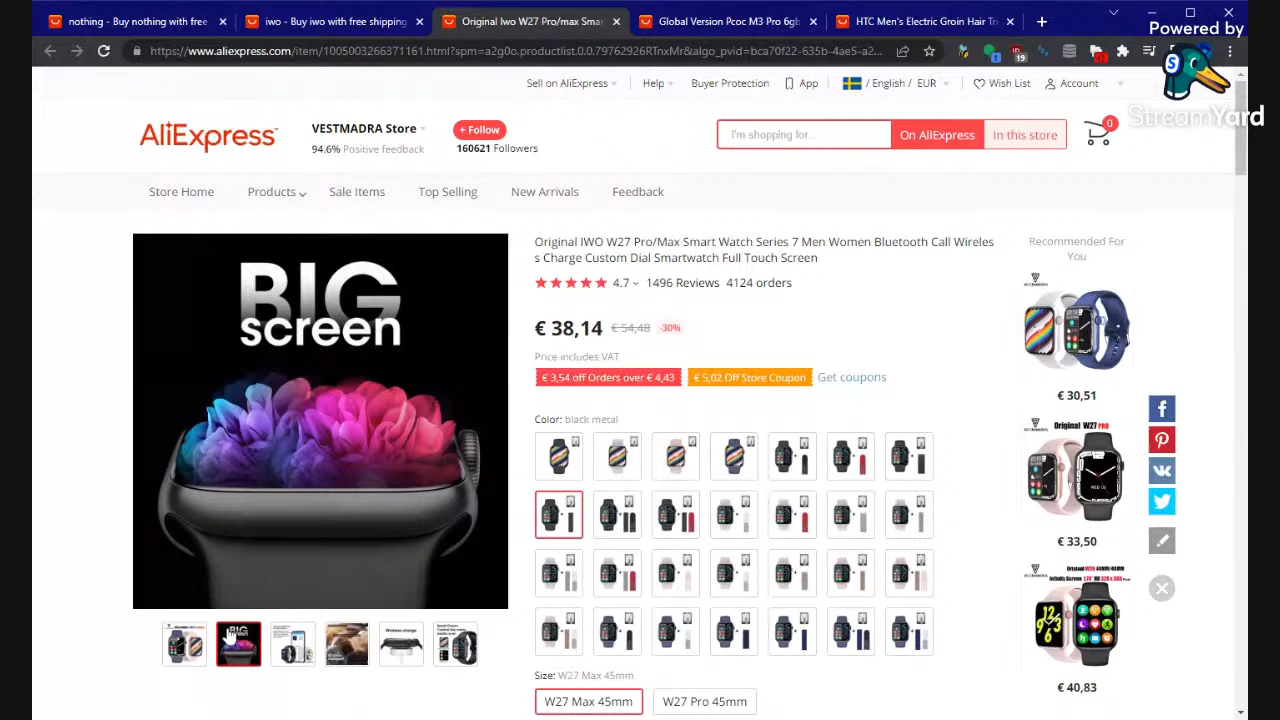 nothing - Buy nothing with free
iwo - Buy iwo with free shipping
Original Iwo W27 Pro/max Smar
Global Version Pcoc M3 Pro 6gb
HTC Men's Electric Groin Hair Tri
Powered by
StreamYard
https://www.aliexpress.com/item/1005003266371161.html?spm=a2g0o.productlist.0.0.79762926RTnxMr&algo_pvid=bca70f22-635b-4ae5-a2...
19
Sell on AliExpress
Help
Buyer Protection
App
/ English / EUR
Wish List
Account
AliExpress
VESTMADRA Store
94.6% Positive feedback
+ Follow
160621 Followers
I'm shopping for...
On AliExpress
In this store
0
Store Home
Products
Sale Items
Top Selling
New Arrivals
Feedback
BIG
screen
Original IWO W27 Pro/Max Smart Watch Series 7 Men Women Bluetooth Call Wireles
s Charge Custom Dial Smartwatch Full Touch Screen
4.7
1496 Reviews
4124 orders
€ 38,14
€ 54,48
-30%
Price includes VAT
€ 3,54 off Orders over € 4,43
€ 5,02 Off Store Coupon
Get coupons
Color: black metal
Size: W27 Max 45mm
W27 Max 45mm
W27 Pro 45mm
Recommended For
You
€ 30,51
Original W27 PRO
€ 33,50
€ 40,83